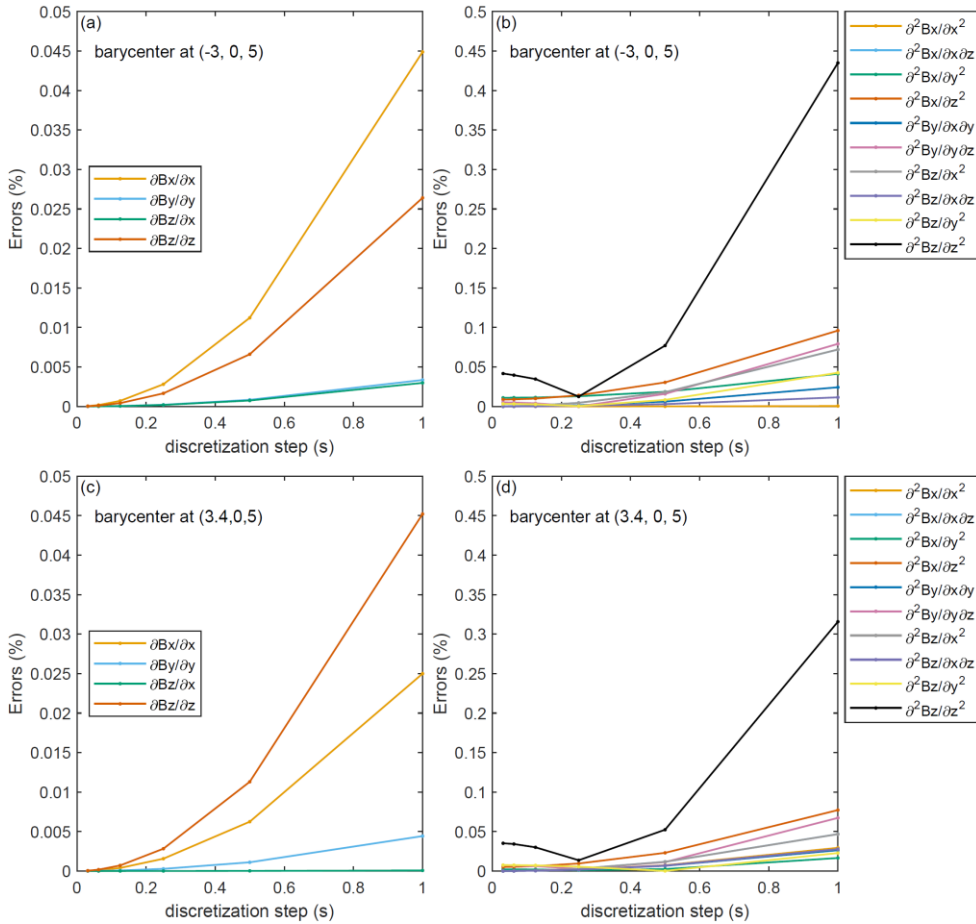 (a)
barycenter at (-3, 0, 5)
0.05
0.045
0.04
0.035
0.03
0.025
0.02
0.015
0.01
0.005
0
Errors (%)
∂Bx/∂x
∂By/∂y
∂Bz/∂x
∂Bz/∂z
0 0.2 0.4 0.6 0.8 1
discretization step (s)
(b)
barycenter at (-3, 0, 5)
0.5
0.45
0.4
0.35
0.3
0.25
0.2
0.15
0.1
0.05
0
Errors (%)
0 0.2 0.4 0.6 0.8 1
discretization step (s)
∂²Bx/∂x²
∂²Bx/∂x∂z
∂²Bx/∂y²
∂²Bx/∂z²
∂²By/∂x∂y
∂²By/∂y∂z
∂²Bz/∂x²
∂²Bz/∂x∂z
∂²Bz/∂y²
∂²Bz/∂z²
(c)
barycenter at (3.4,0,5)
0.05
0.045
0.04
0.035
0.03
0.025
0.02
0.015
0.01
0.005
0
Errors (%)
∂Bx/∂x
∂By/∂y
∂Bz/∂x
∂Bz/∂z
0 0.2 0.4 0.6 0.8 1
discretization step (s)
(d)
barycenter at (3.4, 0, 5)
0.5
0.45
0.4
0.35
0.3
0.25
0.2
0.15
0.1
0.05
0
Errors (%)
0 0.2 0.4 0.6 0.8 1
discretization step (s)
∂²Bx/∂x²
∂²Bx/∂x∂z
∂²Bx/∂y²
∂²Bx/∂z²
∂²By/∂x∂y
∂²By/∂y∂z
∂²Bz/∂x²
∂²Bz/∂x∂z
∂²Bz/∂y²
∂²Bz/∂z²